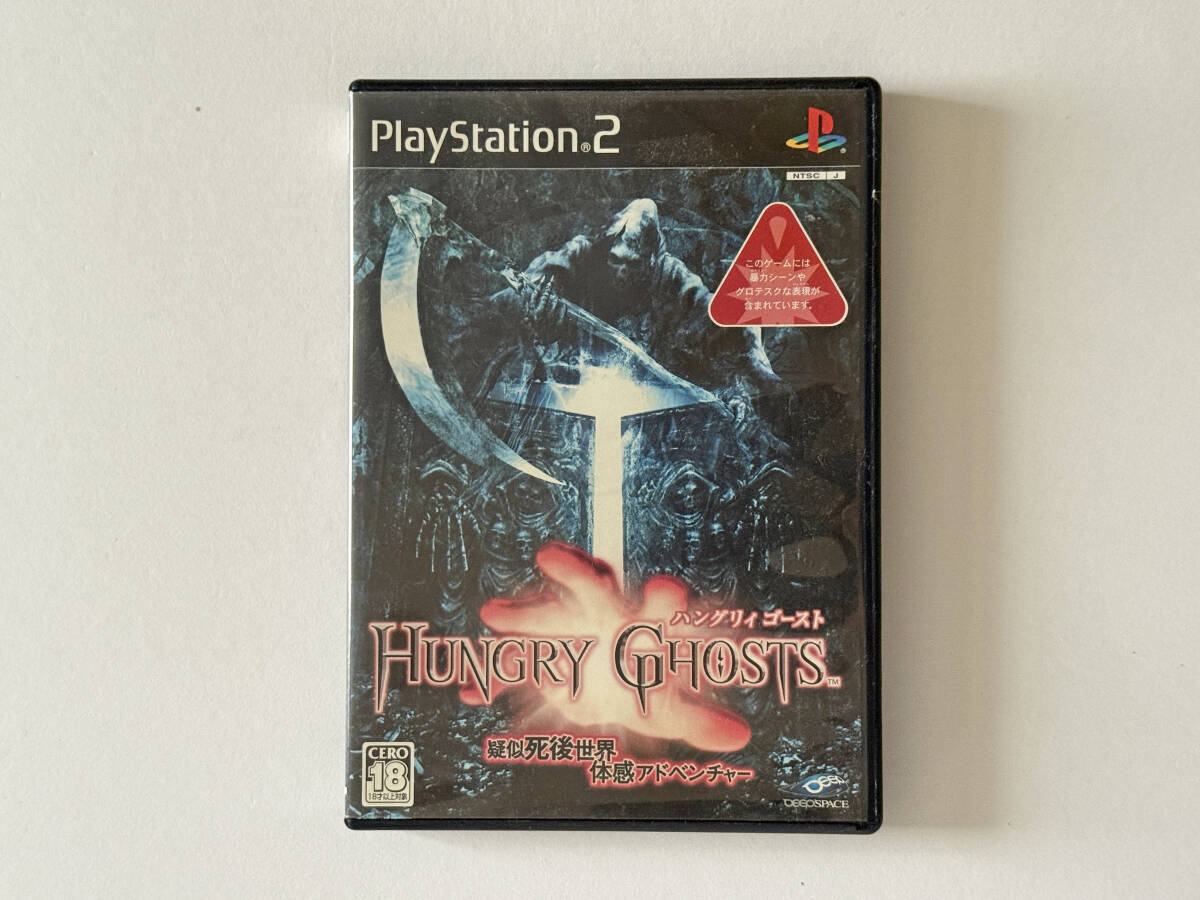 PlayStation®2
NTSC J
このゲームには
暴力シーンや
グロテスクな表現が
含まれています。
ハングリィ ゴースト
HUNGRY GHOSTS™
疑似死後世界
体感アドベンチャー
CERO
18
18才以上対象
DEEP
DEEPSPACE